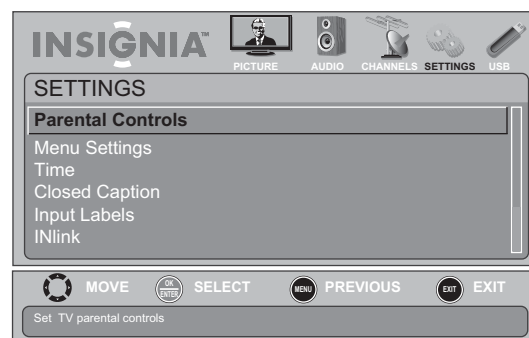 INSIGNIA™
PICTURE AUDIO CHANNELS SETTINGS USB
SETTINGS
Parental Controls
Menu Settings
Time
Closed Caption
Input Labels
INlink
MOVE OK ENTER SELECT MENU PREVIOUS EXIT EXIT
Set TV parental controls